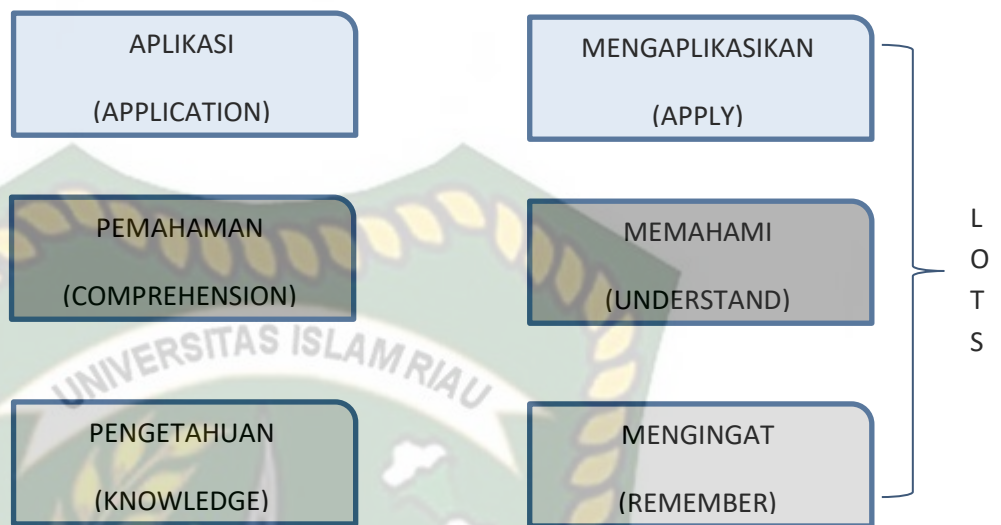 APLIKASI
(APPLICATION)
MENGAPLIKASIKAN
(APPLY)
PEMAHAMAN
(COMPREHENSION)
MEMAHAMI
(UNDERSTAND)
L
O
T
S
UNIVERSITAS ISLAM RIAU
PENGETAHUAN
(KNOWLEDGE)
MENGINGAT
(REMEMBER)